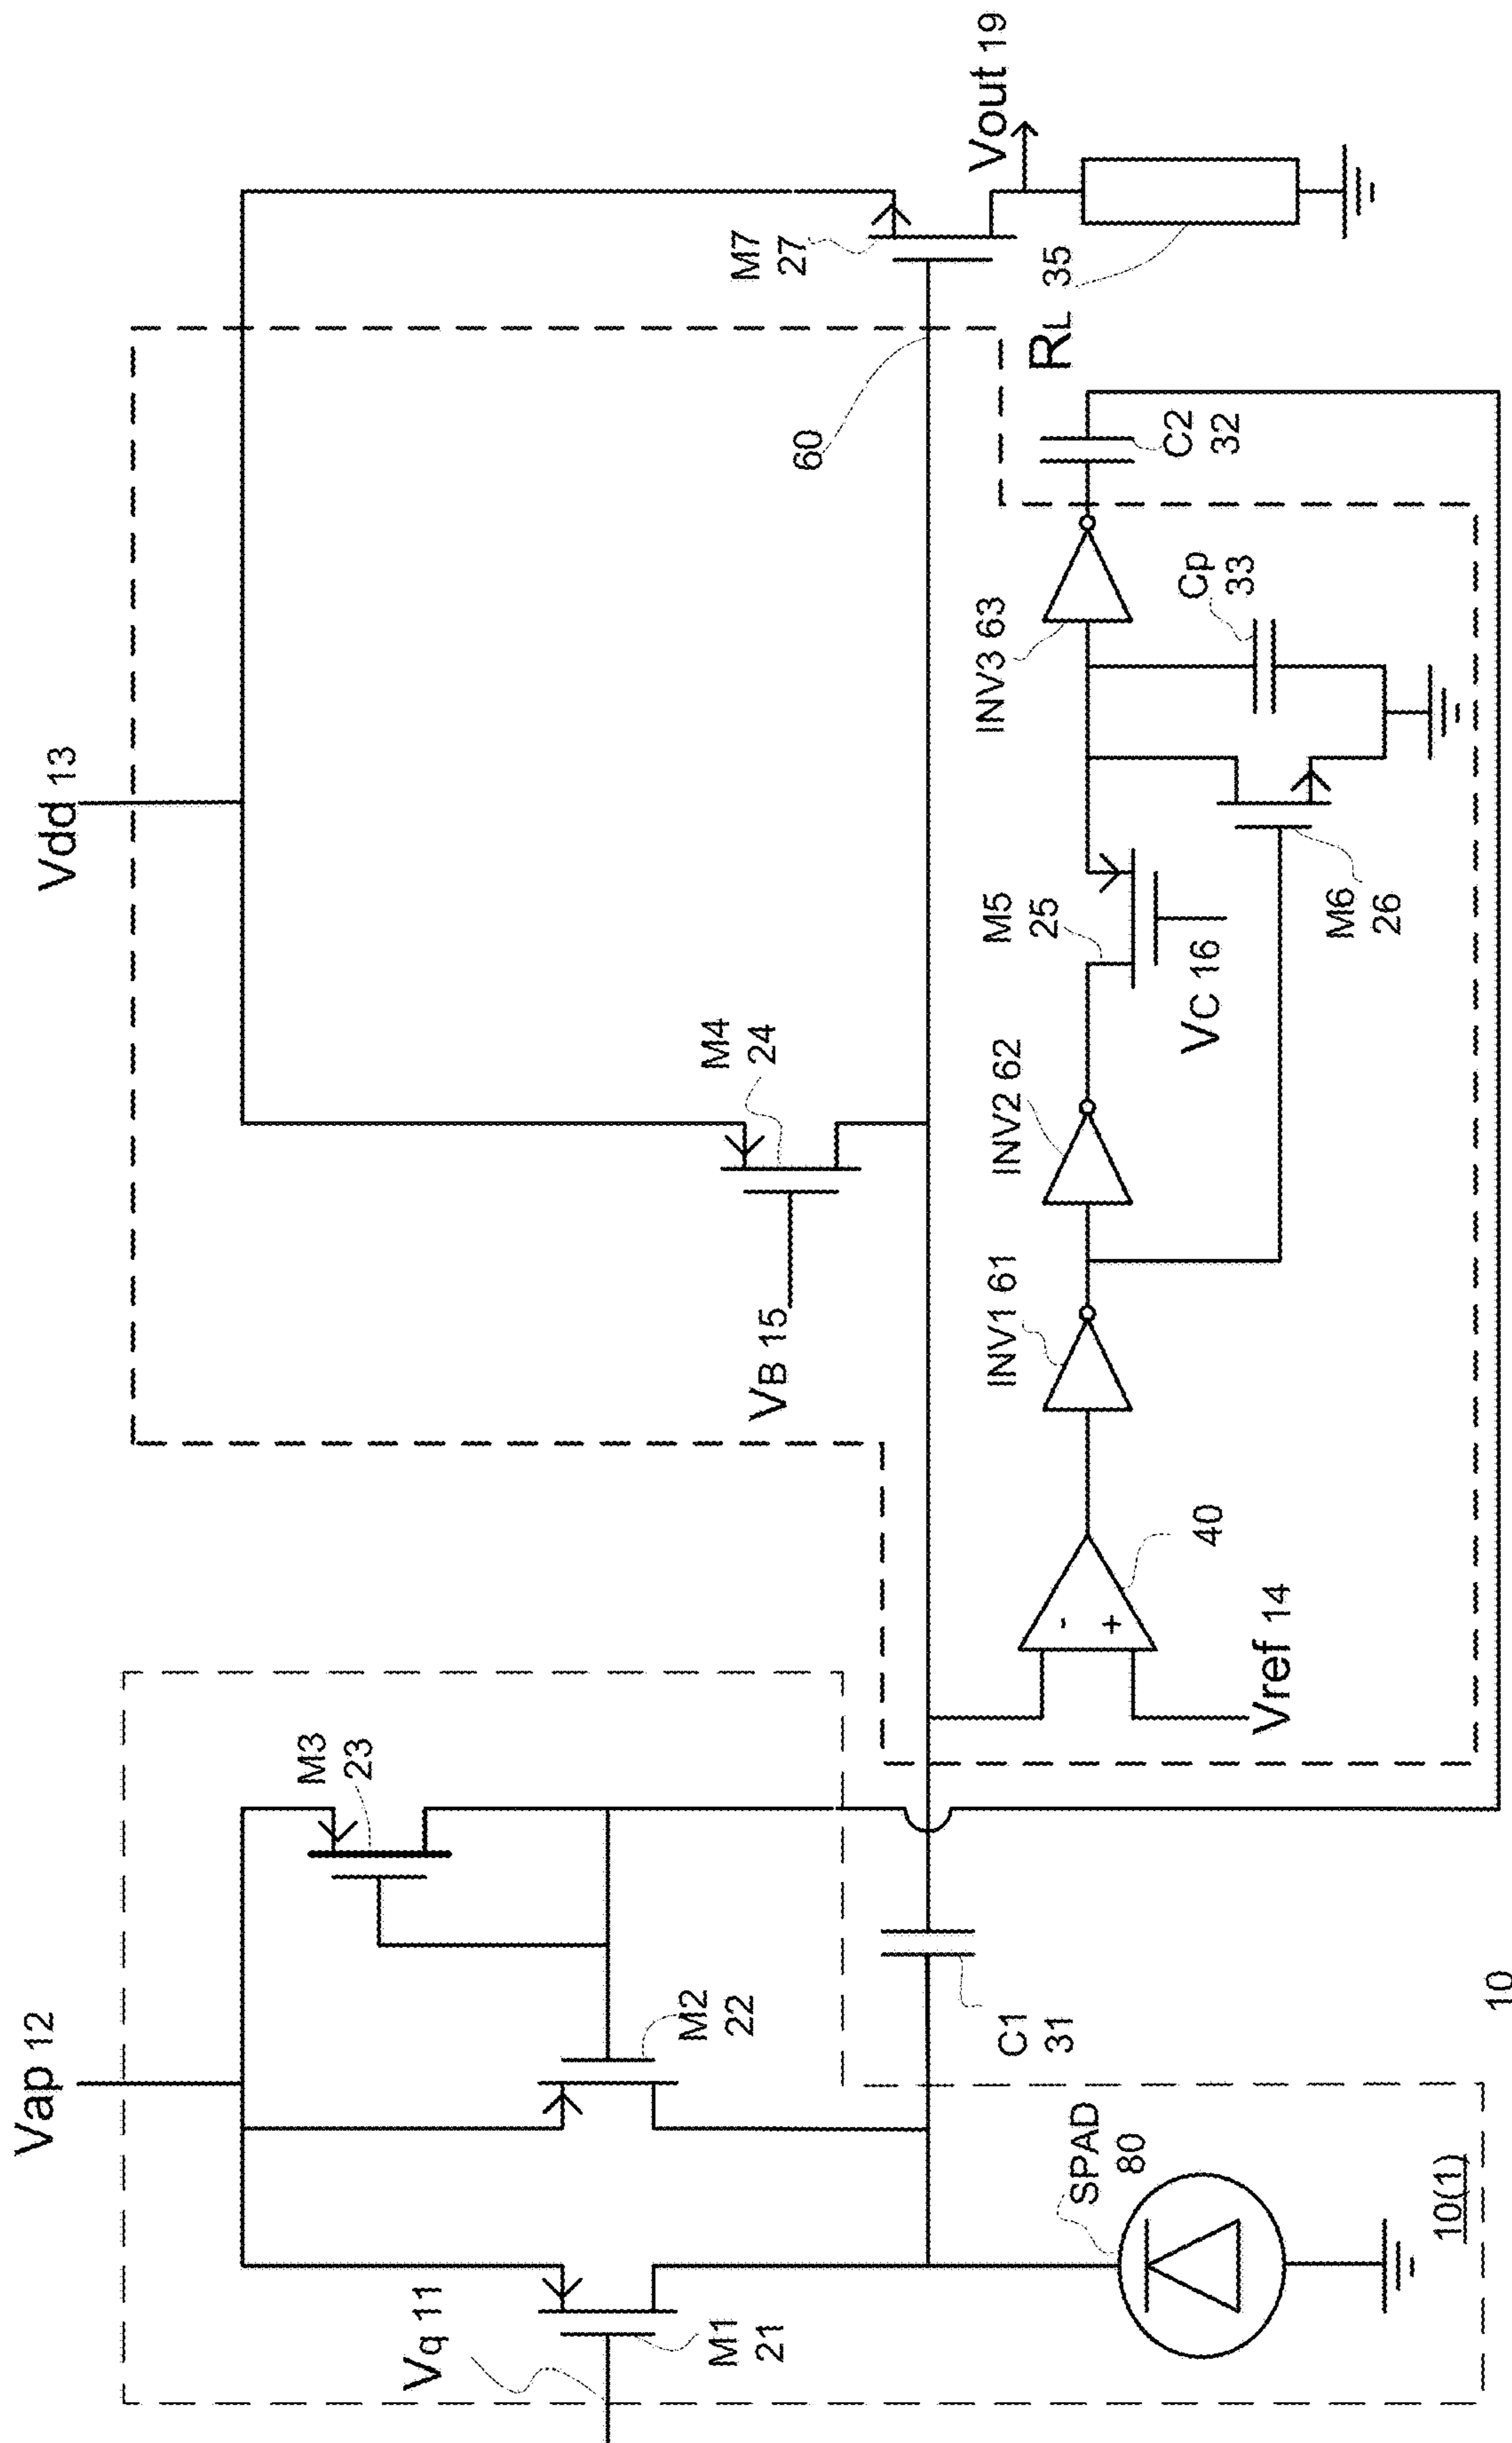 Vap 12
Vdd 13
Vq 11
M1
21
M2
22
M3
23
C1
31
SPAD
80
10(1)
10
VB 15
M4
24
60
M7
27
Vout 19
RL 35
Vref 14
-
+
40
INV1 61
INV2 62
M5
25
VC 16
M6
26
INV3 63
Cp
33
C2
32